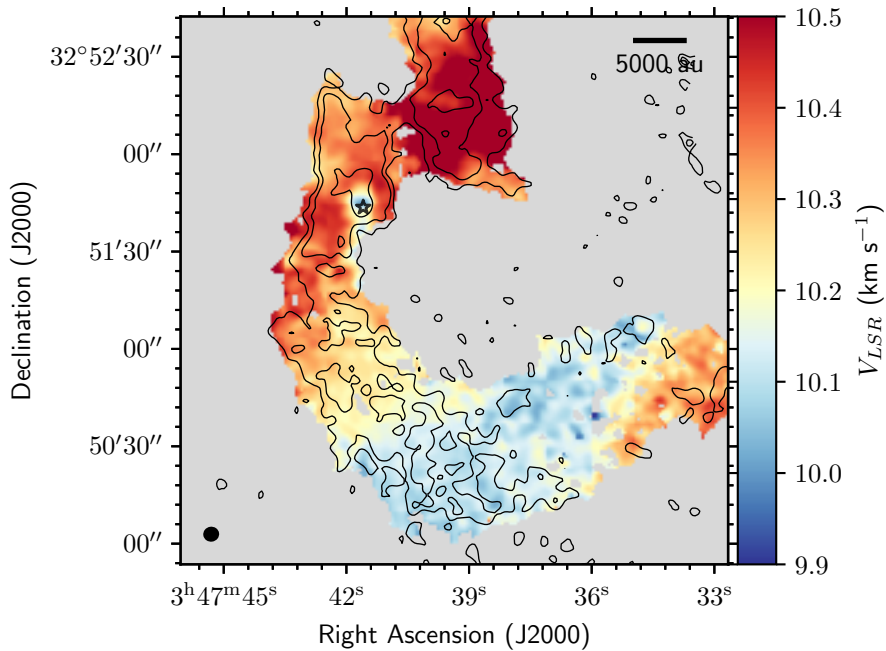 5000 au
32°52′30″
00″
51′30″
00″
50′30″
00″
Declination (J2000)
3ʰ47ᵐ45ˢ 42ˢ 39ˢ 36ˢ 33ˢ
Right Ascension (J2000)
10.5
10.4
10.3
10.2
10.1
10.0
9.9
V_LSR (km s⁻¹)